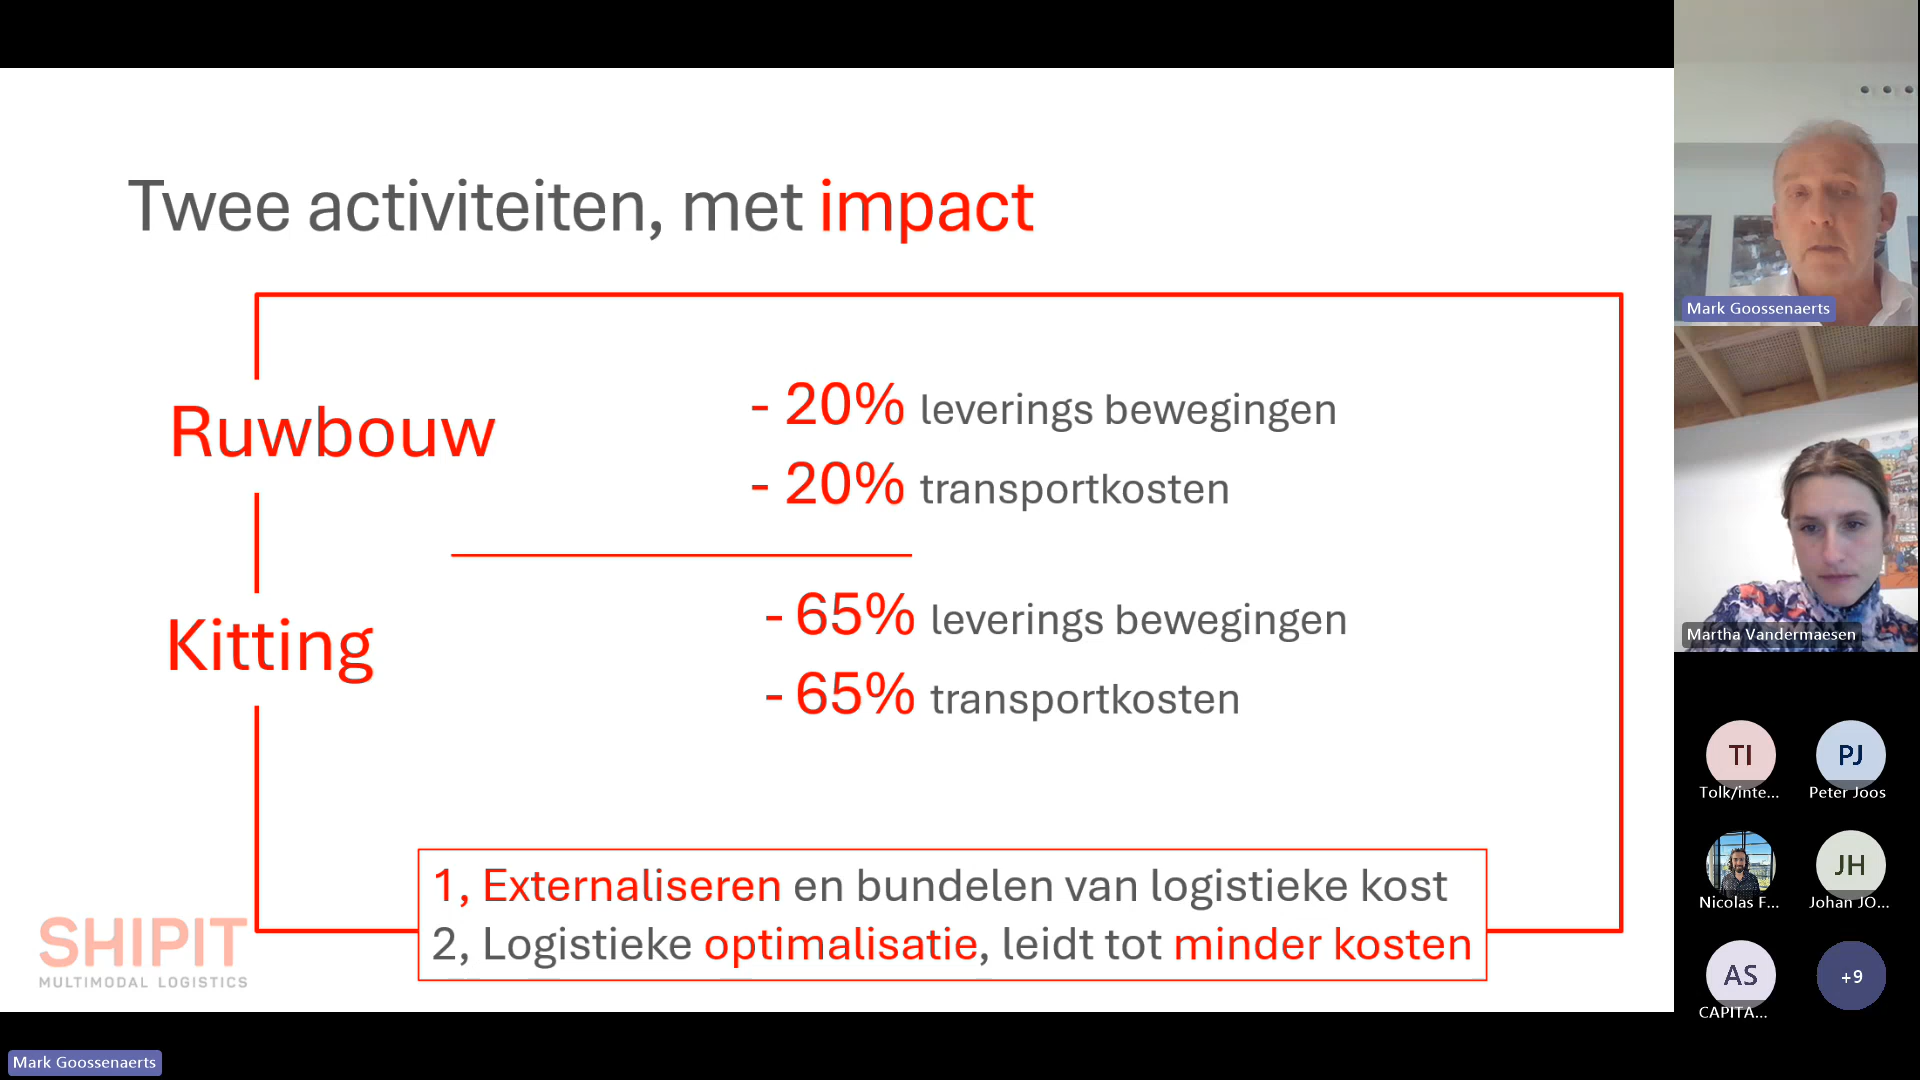 Twee activiteiten, met impact
Ruwbouw
- 20% leverings bewegingen
- 20% transportkosten
Kitting
- 65% leverings bewegingen
- 65% transportkosten
1, Externaliseren en bundelen van logistieke kost
2, Logistieke optimalisatie, leidt tot minder kosten
SHIPIT
MULTIMODAL LOGISTICS
Mark Goossenaerts
Mark Goossenaerts
Martha Vandermaesen
TI
Tolk/inte...
PJ
Peter Joos
Nicolas F...
JH
Johan JO...
AS
CAPITA...
+9